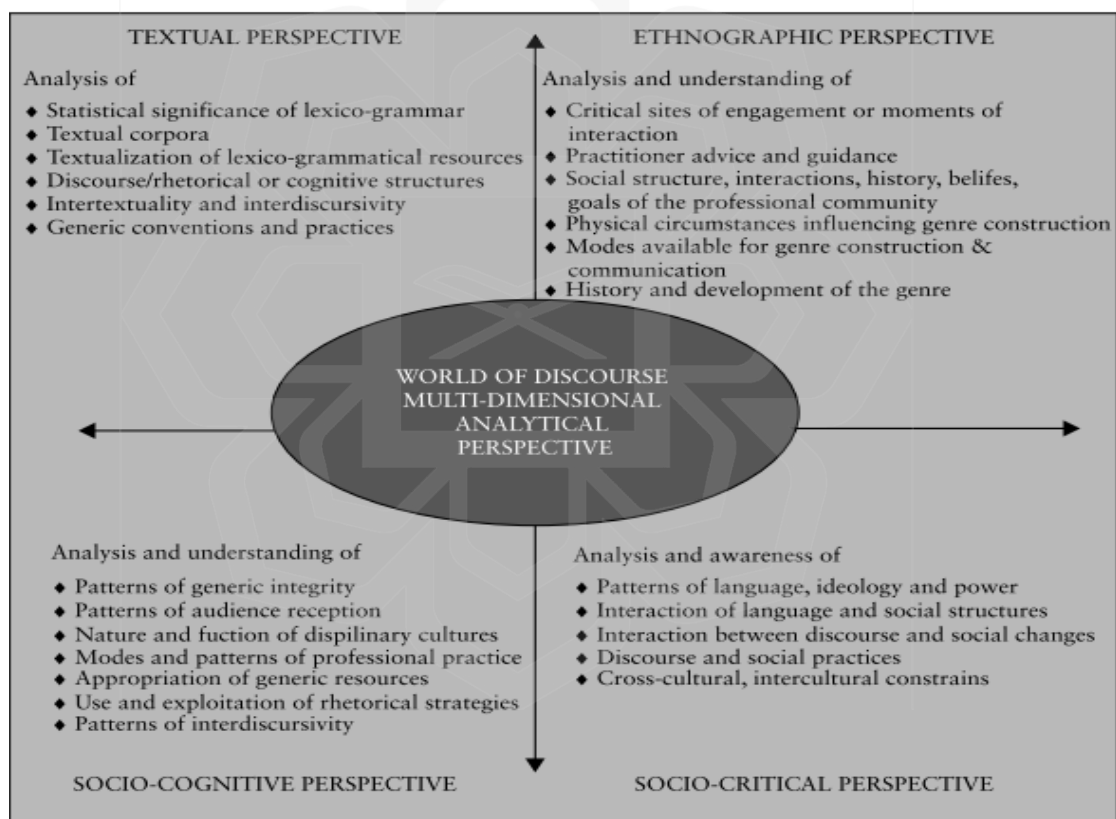 TEXTUAL PERSPECTIVE
Analysis of
◆ Statistical significance of lexico-grammar
◆ Textual corpora
◆ Textualization of lexico-grammatical resources
◆ Discourse/rhetorical or cognitive structures
◆ Intertextuality and interdiscursivity
◆ Generic conventions and practices
ETHNOGRAPHIC PERSPECTIVE
Analysis and understanding of
◆ Critical sites of engagement or moments of
interaction
◆ Practitioner advice and guidance
◆ Social structure, interactions, history, belifes,
goals of the professional community
◆ Physical circumstances influencing genre construction
◆ Modes available for genre construction &
communication
◆ History and development of the genre
WORLD OF DISCOURSE
MULTI-DIMENSIONAL
ANALYTICAL
PERSPECTIVE
Analysis and understanding of
◆ Patterns of generic integrity
◆ Patterns of audience reception
◆ Nature and fuction of dispilinary cultures
◆ Modes and patterns of professional practice
◆ Appropriation of generic resources
◆ Use and exploitation of rhetorical strategies
◆ Patterns of interdiscursivity
SOCIO-COGNITIVE PERSPECTIVE
Analysis and awareness of
◆ Patterns of language, ideology and power
◆ Interaction of language and social structures
◆ Interaction between discourse and social changes
◆ Discourse and social practices
◆ Cross-cultural, intercultural constrains
SOCIO-CRITICAL PERSPECTIVE